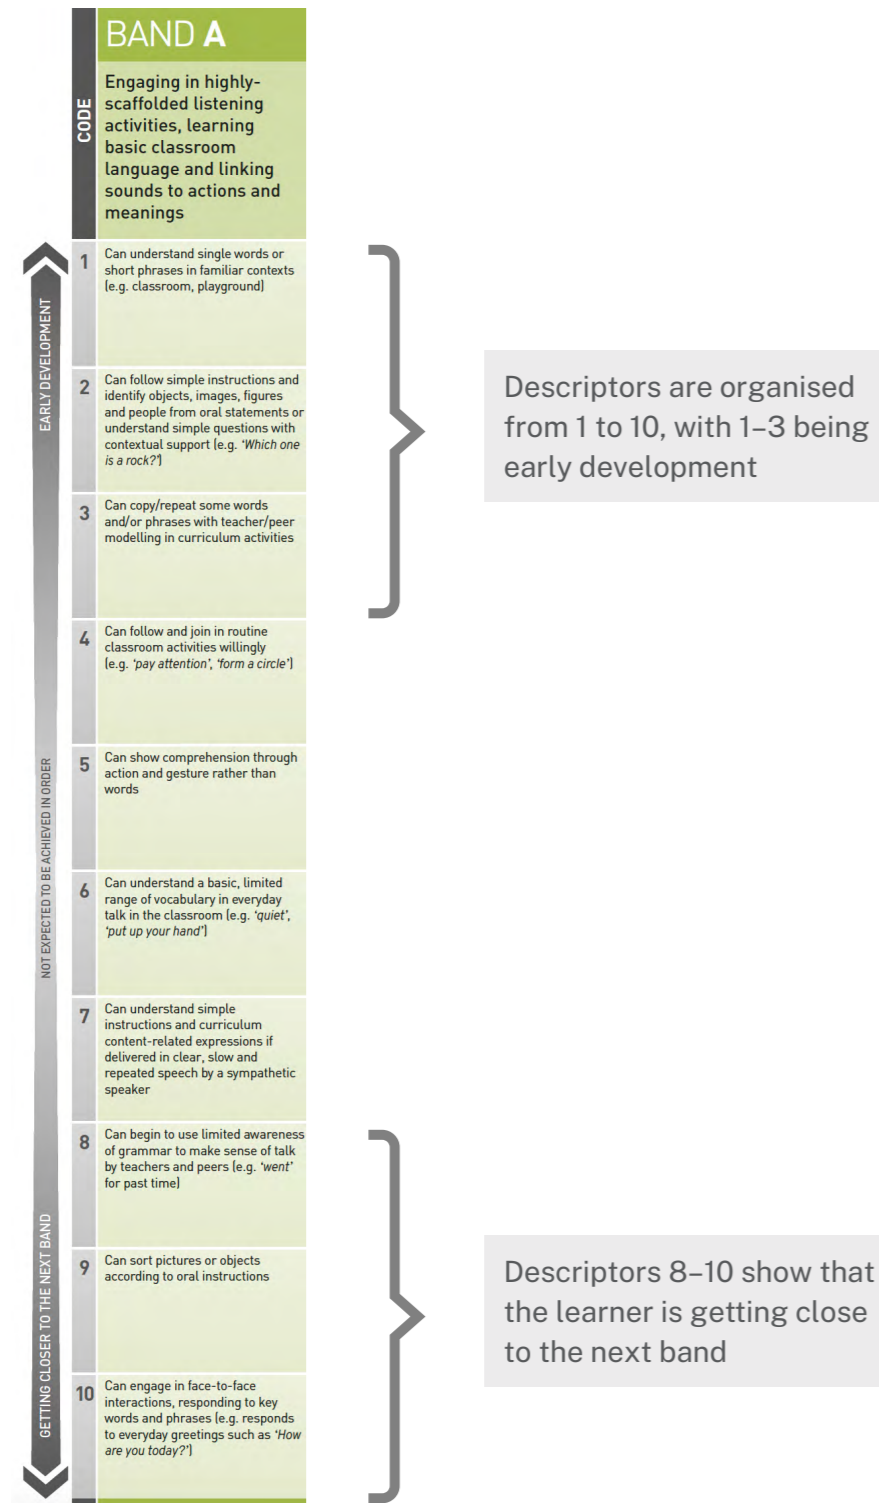 BAND A
CODE
Engaging in highly-
scaffolded listening
activities, learning
basic classroom
language and linking
sounds to actions and
meanings
EARLY DEVELOPMENT
NOT EXPECTED TO BE ACHIEVED IN ORDER
GETTING CLOSER TO THE NEXT BAND
1
Can understand single words or
short phrases in familiar contexts
(e.g. classroom, playground)
2
Can follow simple instructions and
identify objects, images, figures
and people from oral statements or
understand simple questions with
contextual support (e.g. ‘Which one
is a rock?’)
3
Can copy/repeat some words
and/or phrases with teacher/peer
modelling in curriculum activities
Descriptors are organised
from 1 to 10, with 1–3 being
early development
4
Can follow and join in routine
classroom activities willingly
(e.g. ‘pay attention’, ‘form a circle’)
5
Can show comprehension through
action and gesture rather than
words
6
Can understand a basic, limited
range of vocabulary in everyday
talk in the classroom (e.g. ‘quiet’,
‘put up your hand’)
7
Can understand simple
instructions and curriculum
content-related expressions if
delivered in clear, slow and
repeated speech by a sympathetic
speaker
8
Can begin to use limited awareness
of grammar to make sense of talk
by teachers and peers (e.g. ‘went’
for past time)
9
Can sort pictures or objects
according to oral instructions
10
Can engage in face-to-face
interactions, responding to key
words and phrases (e.g. responds
to everyday greetings such as ‘How
are you today?’)
Descriptors 8–10 show that
the learner is getting close
to the next band